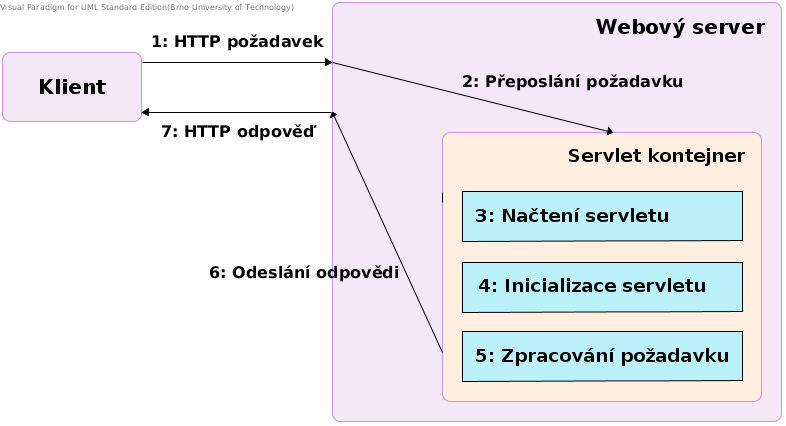 Visual Paradigm for UML Standard Edition(Brno University of Technology)
Webový server
1: HTTP požadavek
Klient
2: Přeposlání požadavku
7: HTTP odpověď
Servlet kontejner
3: Načtení servletu
6: Odeslání odpovědi
4: Inicializace servletu
5: Zpracování požadavku